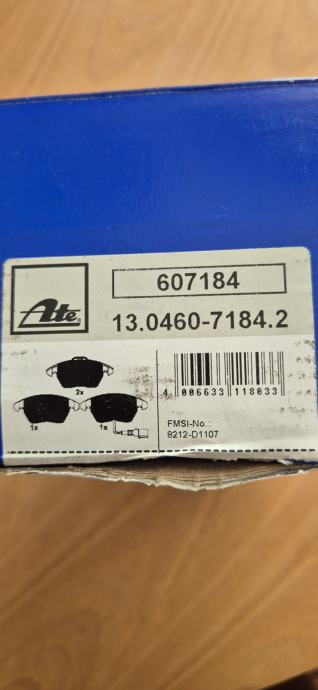 Ate®
607184
13.0460-7184.2
2x
1x 1x
4 006633 118033
FMSI-No.:
8212-D1107